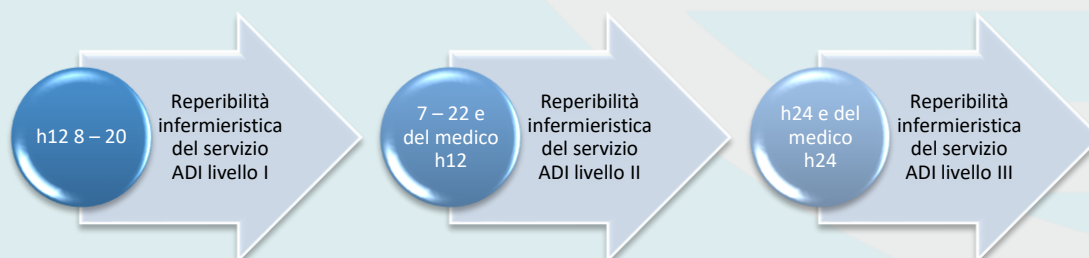 h12 8 – 20
Reperibilità
infermieristica
del servizio
ADI livello I
7 – 22 e
del medico
h12
Reperibilità
infermieristica
del servizio
ADI livello II
h24 e del
medico
h24
Reperibilità
infermieristica
del servizio
ADI livello III